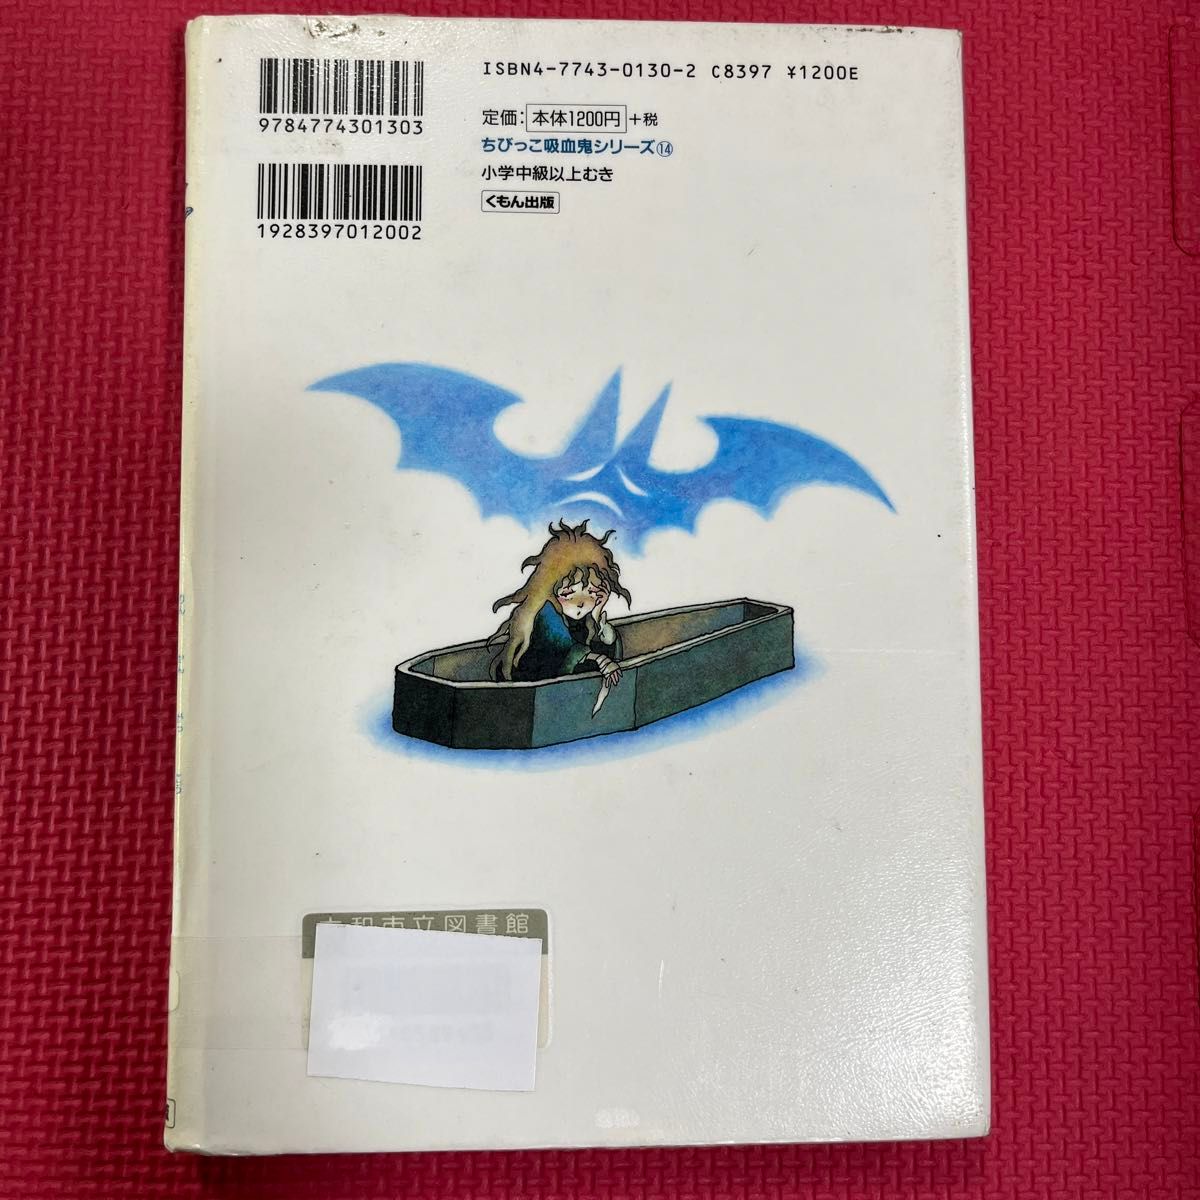 ISBN4-7743-0130-2 C8397 ¥1200E
9784774301303
定価:本体1200円+税
ちびっこ吸血鬼シリーズ⑭
小学中級以上むき
くもん出版
1928397012002
大和市立図書館